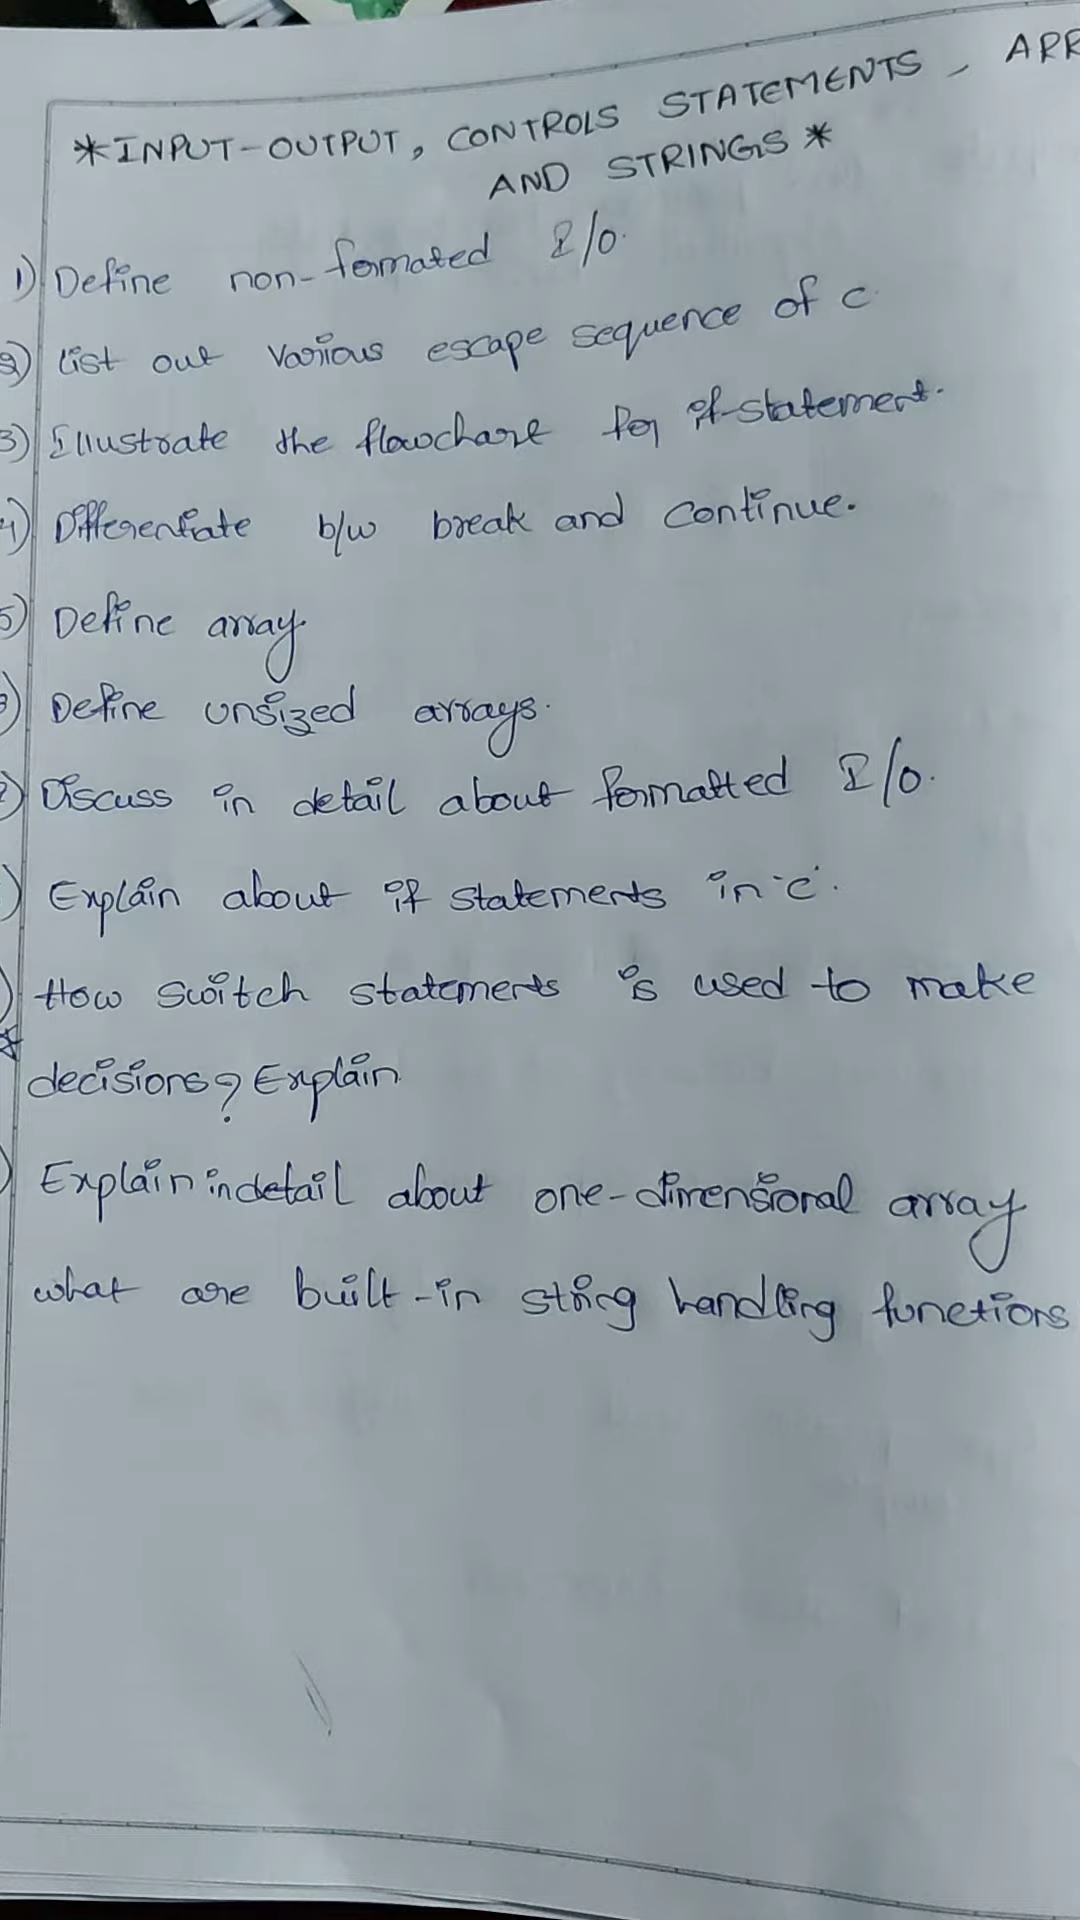 *INPUT-OUTPUT, CONTROLS STATEMENTS, ARR
AND STRINGS *
1) Define non-formated I/O.
2) List out various escape sequence of c.
3) Illustrate the flowchart for if-statement.
4) Differentiate b/w break and continue.
5) Define array.
) Define unsized arrays.
) Discuss in detail about formatted I/O.
) Explain about if statements in 'c'.
) How switch statements is used to make
* decisions? Explain.
) Explain in detail about one-dimensional array
what are built-in string handling functions